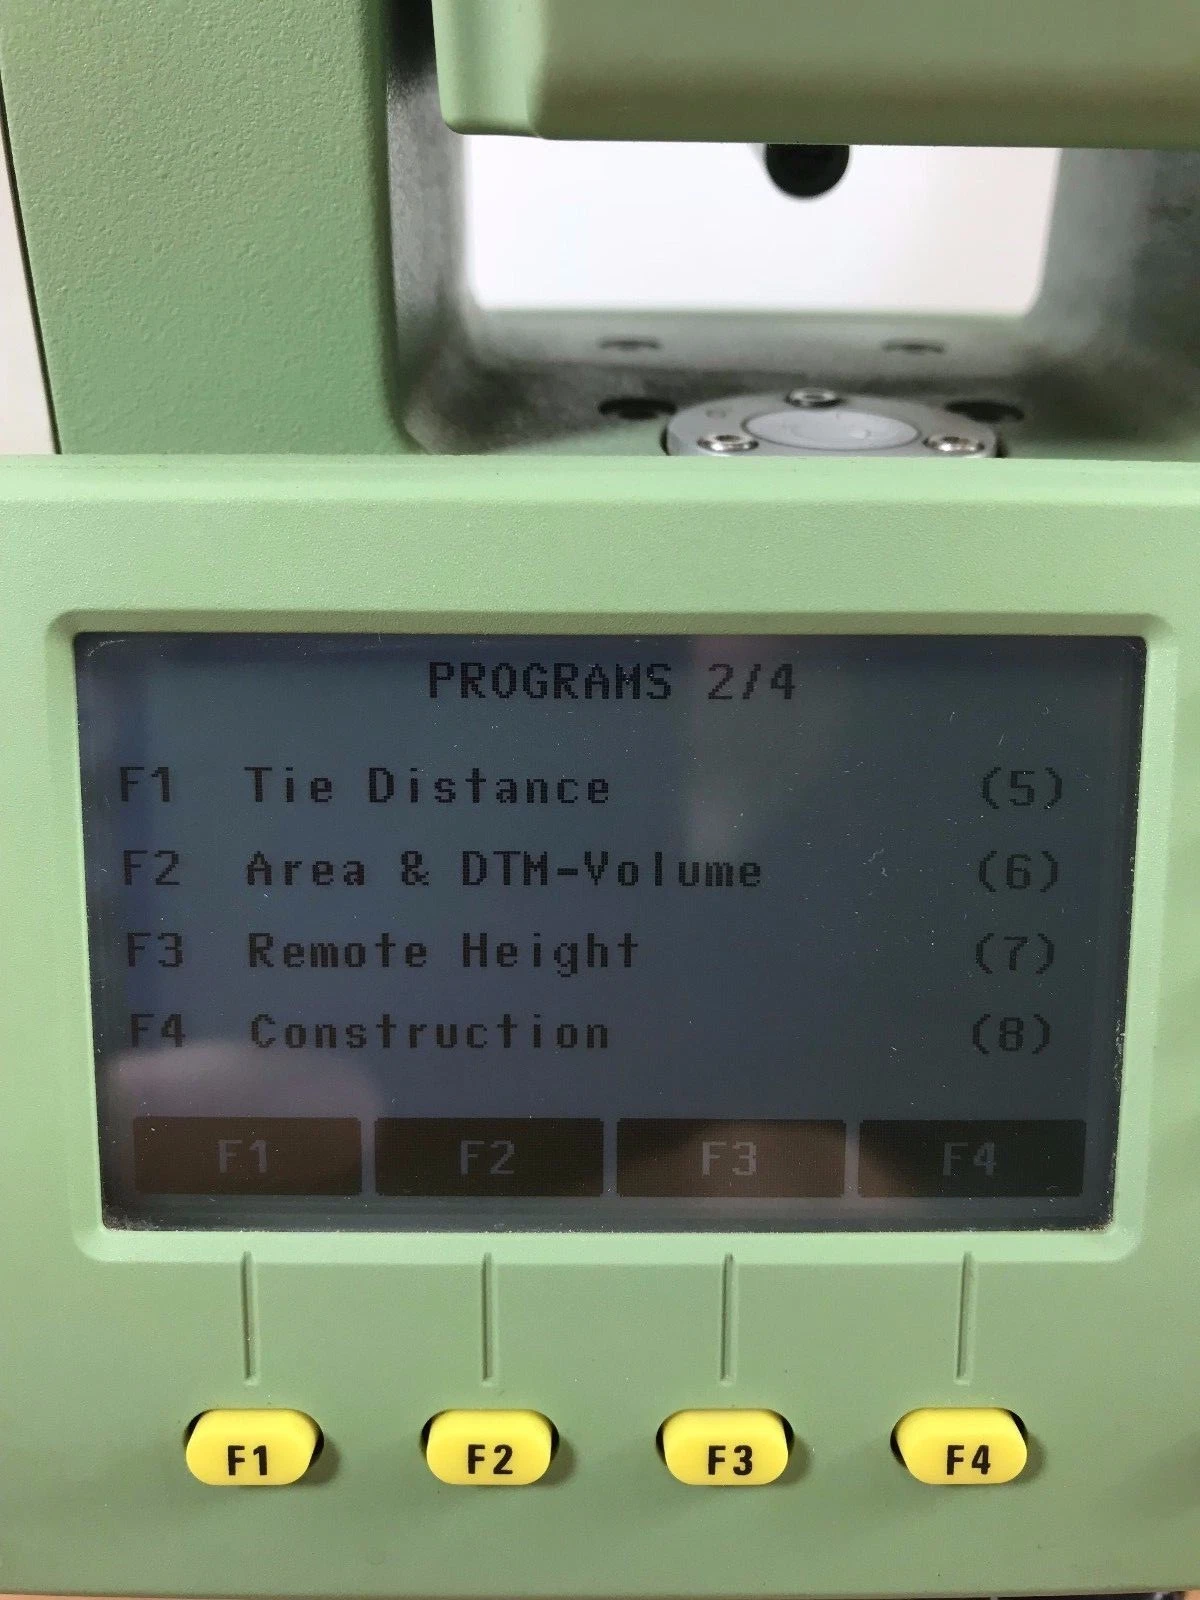 PROGRAMS 2/4
F1 Tie Distance (5)
F2 Area & DTM-Volume (6)
F3 Remote Height (7)
F4 Construction (8)
F1 F2 F3 F4
F1 F2 F3 F4